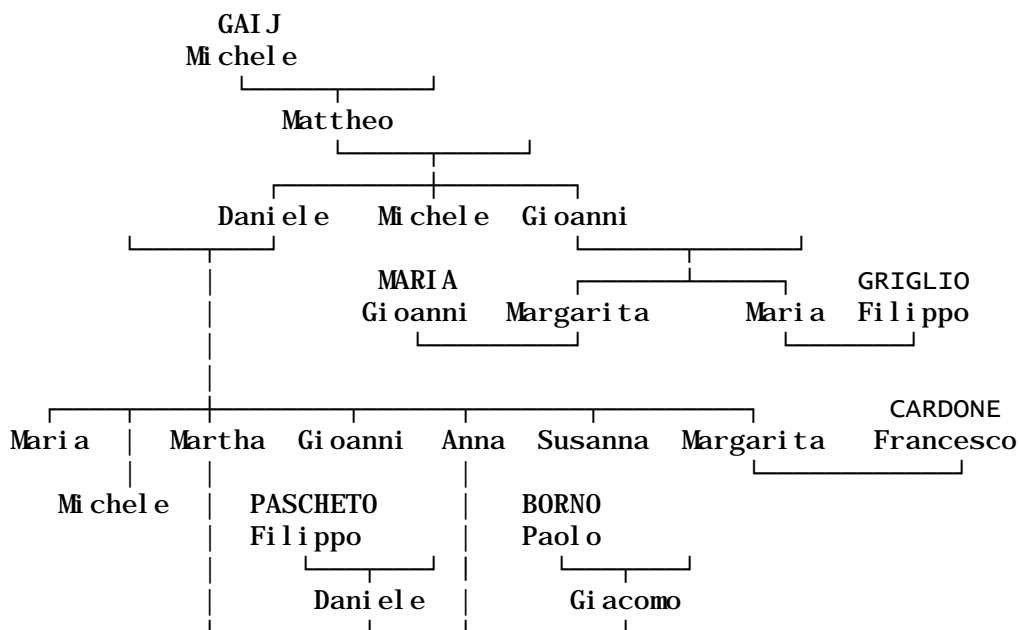 GAIJ
Michele
Mattheo
Daniele Michele Gioanni
MARIA GRIGLIO
Gioanni Margarita Maria Filippo
CARDONE
Maria Martha Gioanni Anna Susanna Margarita Francesco
Michele PASCHETO BORNO
Filippo Paolo
Daniele Giacomo